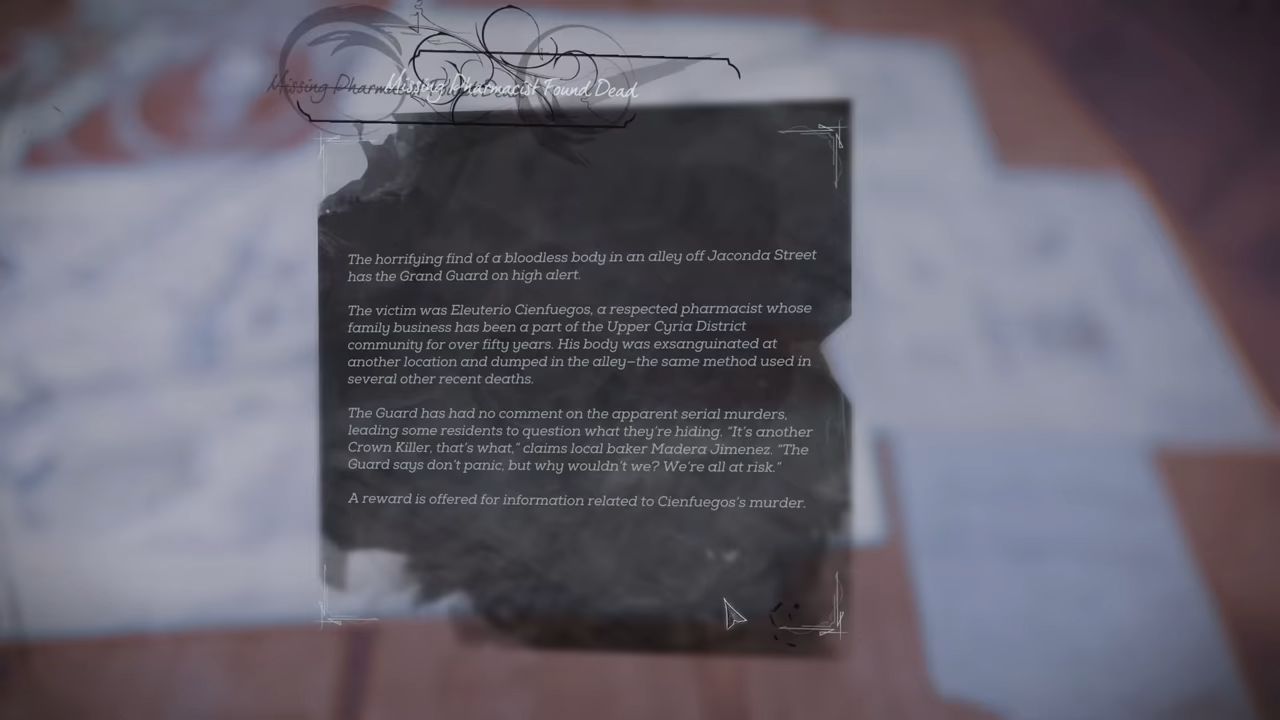 Missing Pharmacist Found Dead
The horrifying find of a bloodless body in an alley off Jaconda Street
has the Grand Guard on high alert.
The victim was Eleuterio Cienfuegos, a respected pharmacist whose
family business has been a part of the Upper Cyria District
community for over fifty years. His body was exsanguinated at
another location and dumped in the alley—the same method used in
several other recent deaths.
The Guard has had no comment on the apparent serial murders,
leading some residents to question what they're hiding. "It's another
Crown Killer, that's what," claims local baker Madera Jimenez. "The
Guard says don't panic, but why wouldn't we? We're all at risk."
A reward is offered for information related to Cienfuegos's murder.